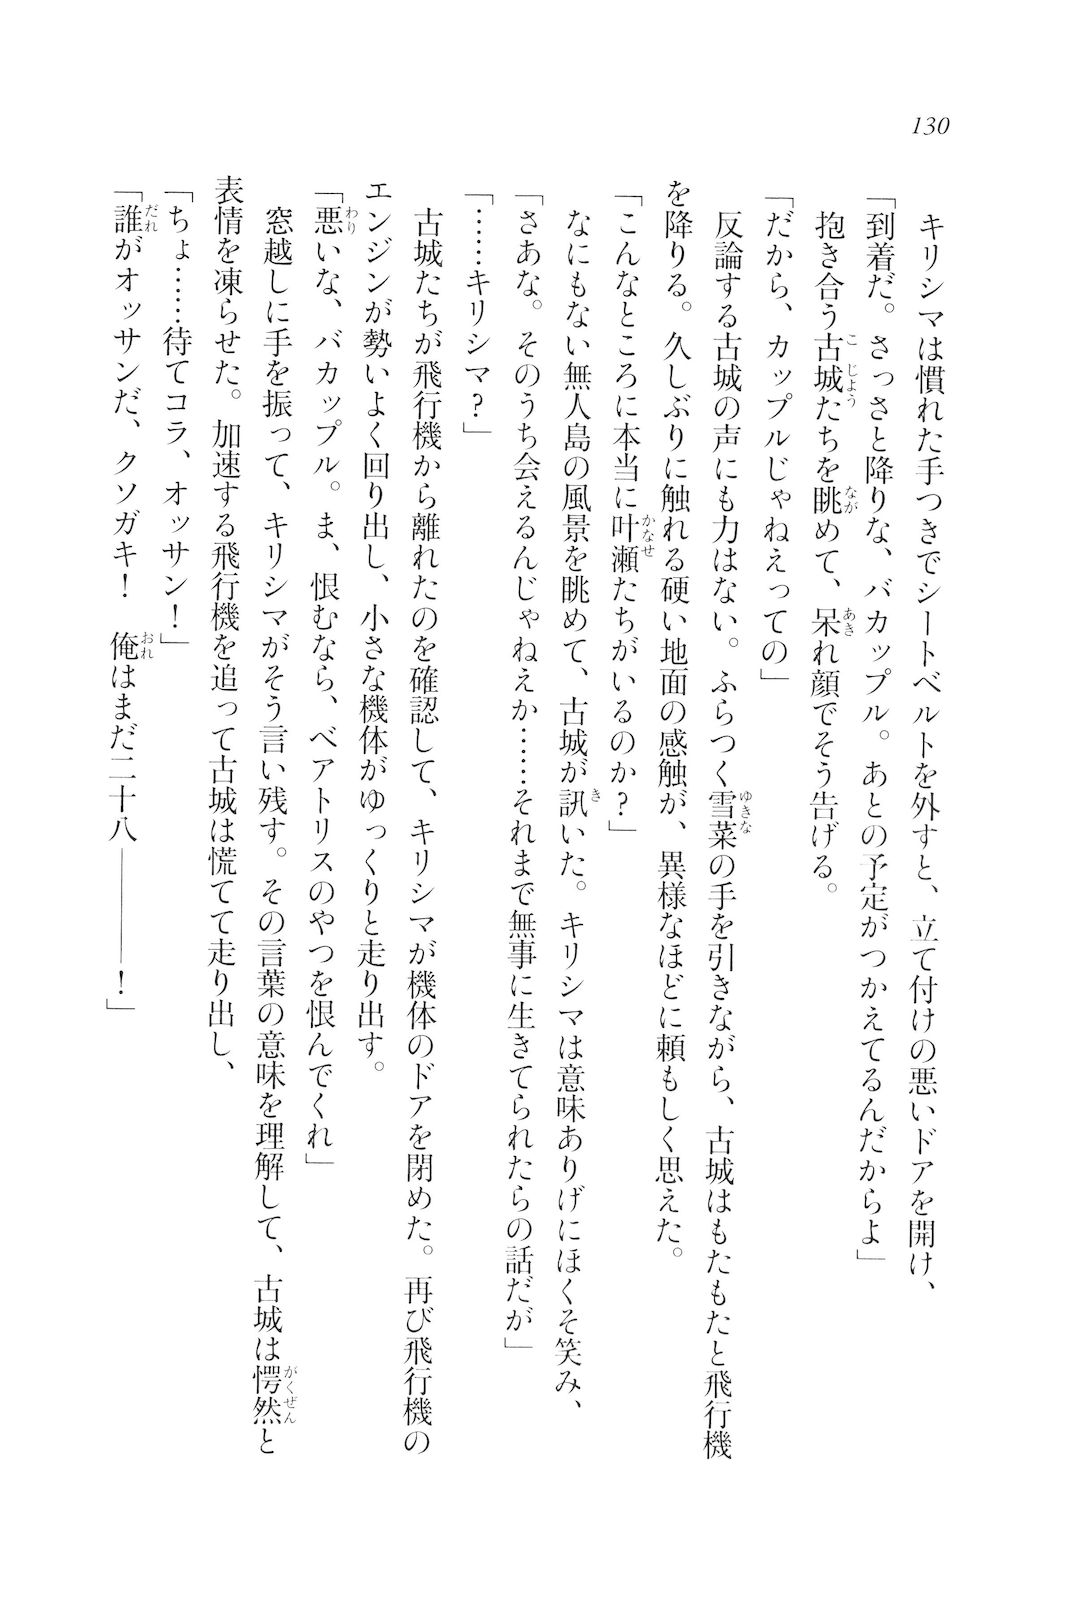 130
キリシマは慣れた手つきでシートベルトを外すと、立て付けの悪いドアを開け、
「到着だ。さっさと降りな、バカップル。あとの予定がつかえてるんだからよ」
抱き合う古城たちを眺めて、呆れ顔でそう告げる。
「だから、カップルじゃねえっての」
反論する古城の声にも力はない。ふらつく雪菜の手を引きながら、古城はもたもたと飛行機
を降りる。久しぶりに触れる硬い地面の感触が、異様なほどに頼もしく思えた。
「こんなところに本当に叶瀬たちがいるのか？」
なにもない無人島の風景を眺めて、古城が訊いた。キリシマは意味ありげにほくそ笑み、
「さあな。そのうち会えるんじゃねえか……それまで無事に生きてられたらの話だが」
「……キリシマ？」
古城たちが飛行機から離れたのを確認して、キリシマが機体のドアを閉めた。再び飛行機の
エンジンが勢いよく回り出し、小さな機体がゆっくりと走り出す。
「悪いな、バカップル。ま、恨むなら、ベアトリスのやつを恨んでくれ」
窓越しに手を振って、キリシマがそう言い残す。その言葉の意味を理解して、古城は愕然と
表情を凍らせた。加速する飛行機を追って古城は慌てて走り出し、
「ちょ……待てコラ、オッサン！」
「誰がオッサンだ、クソガキ！　俺はまだ二十八――――！」